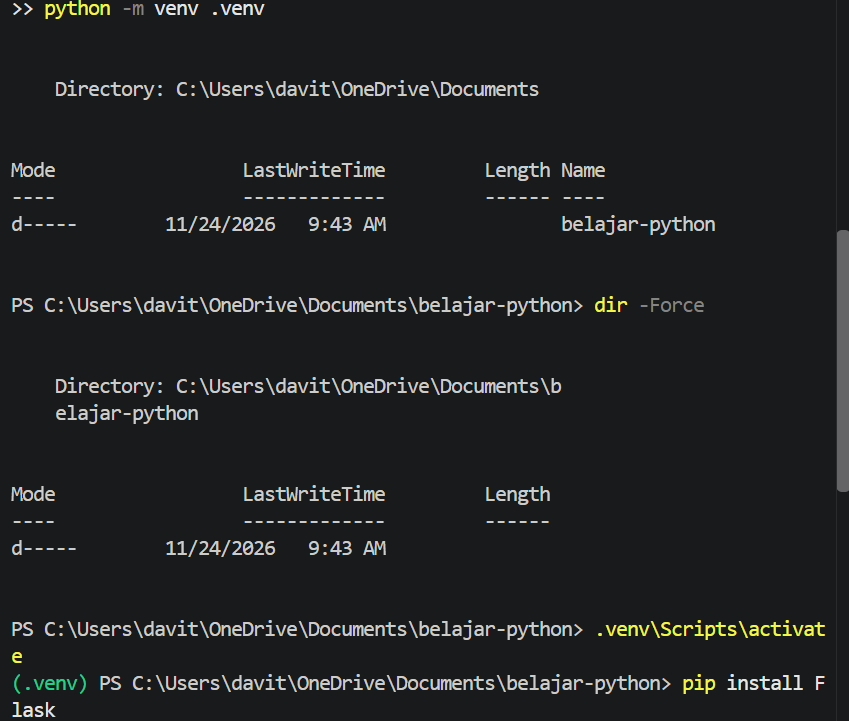 >> python -m venv .venv
Directory: C:\Users\davit\OneDrive\Documents
Mode LastWriteTime Length Name
---- ------------- ------ ----
d----- 11/24/2026 9:43 AM belajar-python
PS C:\Users\davit\OneDrive\Documents\belajar-python> dir -Force
Directory: C:\Users\davit\OneDrive\Documents\b
elajar-python
Mode LastWriteTime Length
---- ------------- ------
d----- 11/24/2026 9:43 AM
PS C:\Users\davit\OneDrive\Documents\belajar-python> .venv\Scripts\activat
e
(.venv) PS C:\Users\davit\OneDrive\Documents\belajar-python> pip install F
lask